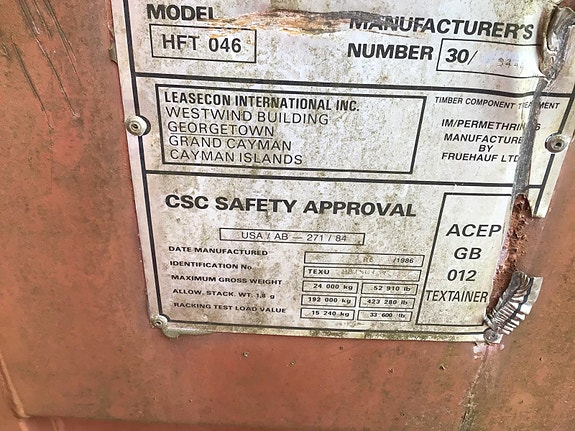 MODEL
HFT 046
MANUFACTURER'S
NUMBER 30/
LEASECON INTERNATIONAL INC.
WESTWIND BUILDING
GEORGETOWN
GRAND CAYMAN
CAYMAN ISLANDS
TIMBER COMPONENT
IM/PERMETHRIN
MANUFACTURED
BY
FRUEHAUF LTD
CSC SAFETY APPROVAL
USA / AB — 271 / 84
DATE MANUFACTURED /1986
IDENTIFICATION No. TEXU
MAXIMUM GROSS WEIGHT 24 000 kg 52 910 lb
ALLOW. STACK. WT. 1,8 g 192 000 kg 423 280 lb
RACKING TEST LOAD VALUE 15 240 kg 33 600 lb
ACEP
GB
012
TEXTAINER